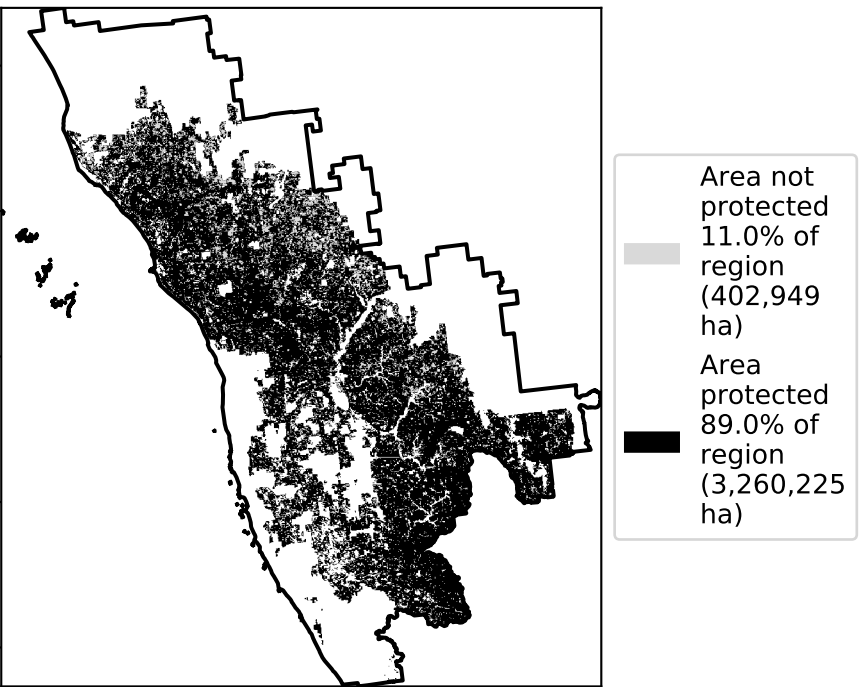 Area not
protected
11.0% of
region
(402,949
ha)
Area
protected
89.0% of
region
(3,260,225
ha)